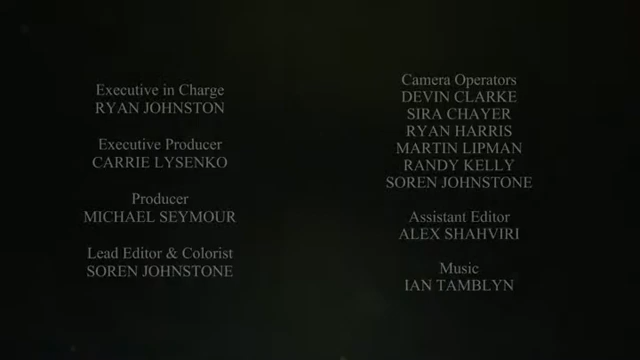 Executive in Charge
RYAN JOHNSTON
Executive Producer
CARRIE LYSENKO
Producer
MICHAEL SEYMOUR
Lead Editor & Colorist
SOREN JOHNSTONE
Camera Operators
DEVIN CLARKE
SIRA CHAYER
RYAN HARRIS
MARTIN LIPMAN
RANDY KELLY
SOREN JOHNSTONE
Assistant Editor
ALEX SHAHVIRI
Music
IAN TAMBLYN